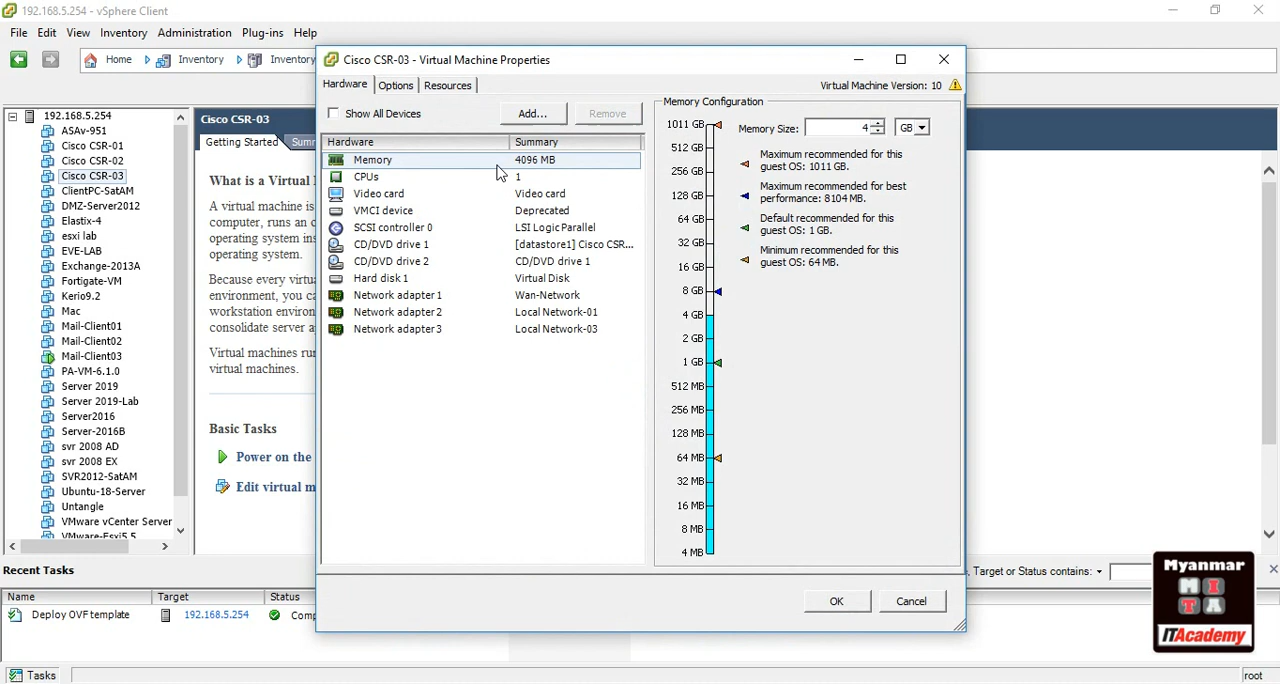 192.168.5.254 - vSphere Client
File Edit View Inventory Administration Plug-ins Help
Home Inventory Inventory
192.168.5.254
ASAv-951
Cisco CSR-01
Cisco CSR-02
Cisco CSR-03
ClientPC-SatAM
DMZ-Server2012
Elastix-4
esxi lab
EVE-LAB
Exchange-2013A
Fortigate-VM
Kerio9.2
Mac
Mail-Client01
Mail-Client02
Mail-Client03
PA-VM-6.1.0
Server 2019
Server 2019-Lab
Server2016
Server-2016B
svr 2008 AD
svr 2008 EX
SVR2012-SatAM
Ubuntu-18-Server
Untangle
VMware vCenter Server
VMware-Esxi5.5
Cisco CSR-03
Getting Started Summ
What is a Virtual
A virtual machine is
computer, runs an o
operating system ins
operating system.
Because every virtu
environment, you ca
workstation environ
consolidate server a
Virtual machines run
virtual machines.
Basic Tasks
Power on the
Edit virtual m
Cisco CSR-03 - Virtual Machine Properties
Hardware Options Resources
Virtual Machine Version: 10
Show All Devices Add... Remove
Hardware Summary
Memory 4096 MB
CPUs 1
Video card Video card
VMCI device Deprecated
SCSI controller 0 LSI Logic Parallel
CD/DVD drive 1 [datastore1] Cisco CSR...
CD/DVD drive 2 CD/DVD drive 1
Hard disk 1 Virtual Disk
Network adapter 1 Wan-Network
Network adapter 2 Local Network-01
Network adapter 3 Local Network-03
Memory Configuration
1011 GB
512 GB
256 GB
128 GB
64 GB
32 GB
16 GB
8 GB
4 GB
2 GB
1 GB
512 MB
256 MB
128 MB
64 MB
32 MB
16 MB
8 MB
4 MB
Memory Size: 4 GB
Maximum recommended for this
guest OS: 1011 GB.
Maximum recommended for best
performance: 8104 MB.
Default recommended for this
guest OS: 1 GB.
Minimum recommended for this
guest OS: 64 MB.
OK Cancel
Recent Tasks
, Target or Status contains:
Name Target Status
Deploy OVF template 192.168.5.254 Comp
Myanmar
M I
T A
ITAcademy
Tasks
root